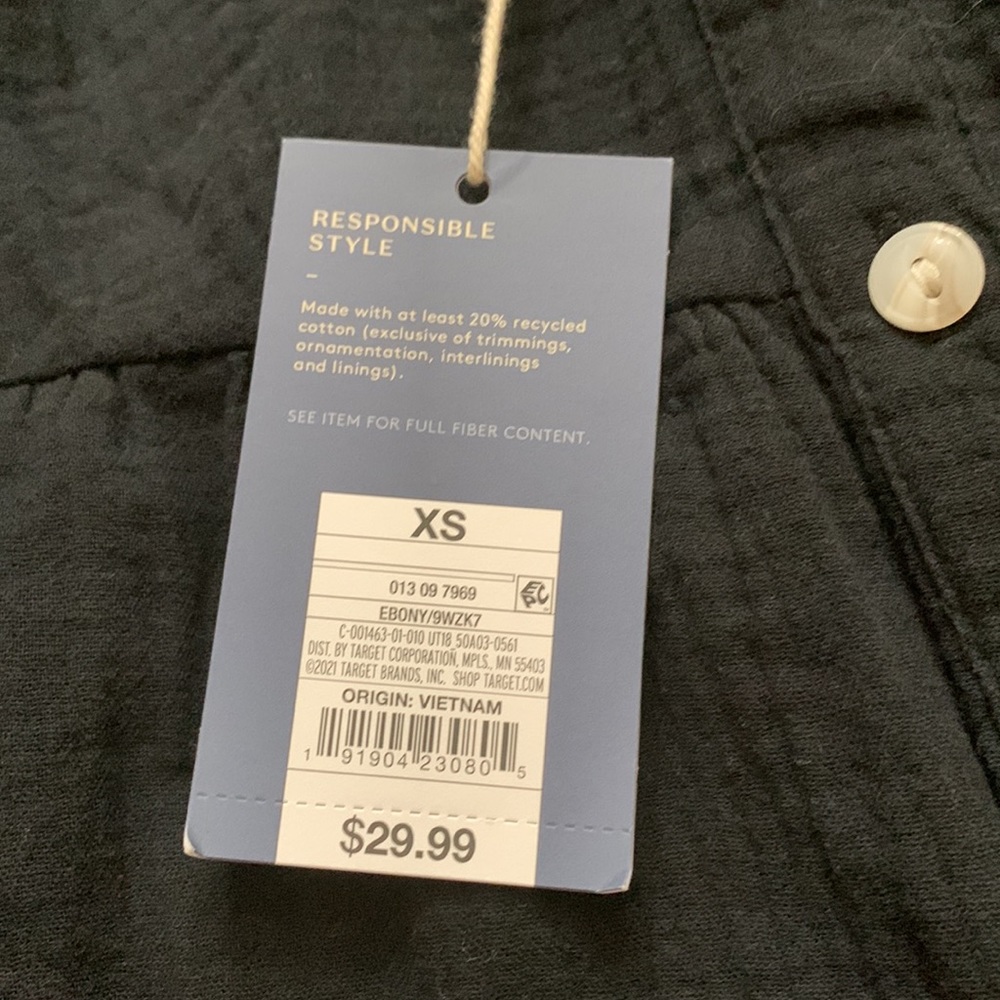 RESPONSIBLE
STYLE
–
Made with at least 20% recycled
cotton (exclusive of trimmings,
ornamentation, interlinings
and linings).
SEE ITEM FOR FULL FIBER CONTENT.
XS
013 09 7969
EPC
EBONY/9WZK7
C-001463-01-010 UT18 50A03-0561
DIST. BY TARGET CORPORATION, MPLS., MN 55403
©2021 TARGET BRANDS, INC. SHOP TARGET.COM
ORIGIN: VIETNAM
1 91904 23080 5
$29.99